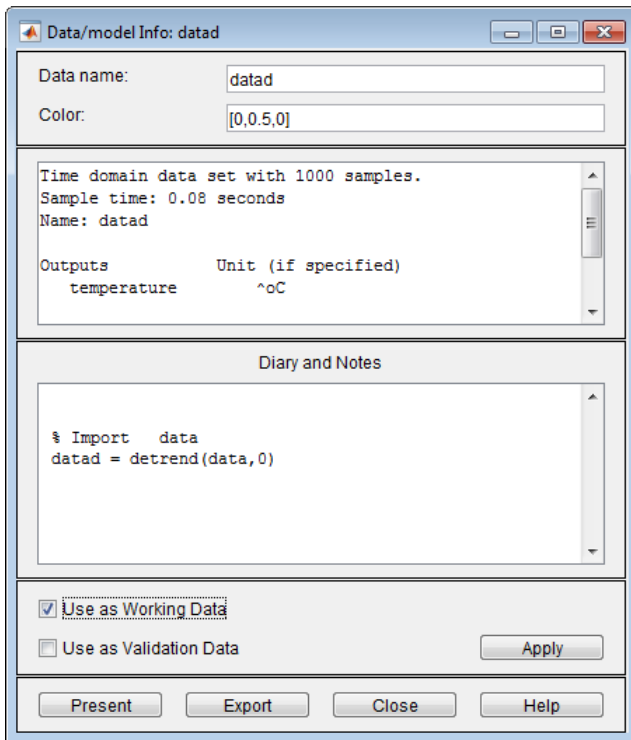 Data/model Info: datad
Data name: datad
Color: [0,0.5,0]
Time domain data set with 1000 samples.
Sample time: 0.08 seconds
Name: datad
Outputs Unit (if specified)
temperature ^oC
Diary and Notes
% Import data
datad = detrend(data,0)
Use as Working Data
Use as Validation Data Apply
Present Export Close Help